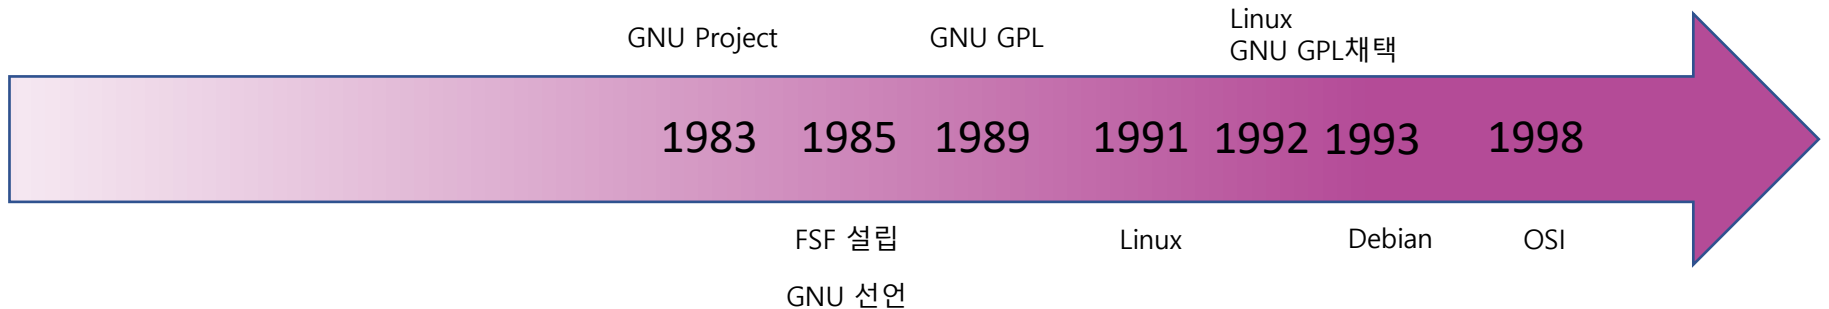 GNU Project
GNU GPL
Linux
GNU GPL채택
1983
1985
1989
1991
1992
1993
1998
FSF 설립
GNU 선언
Linux
Debian
OSI